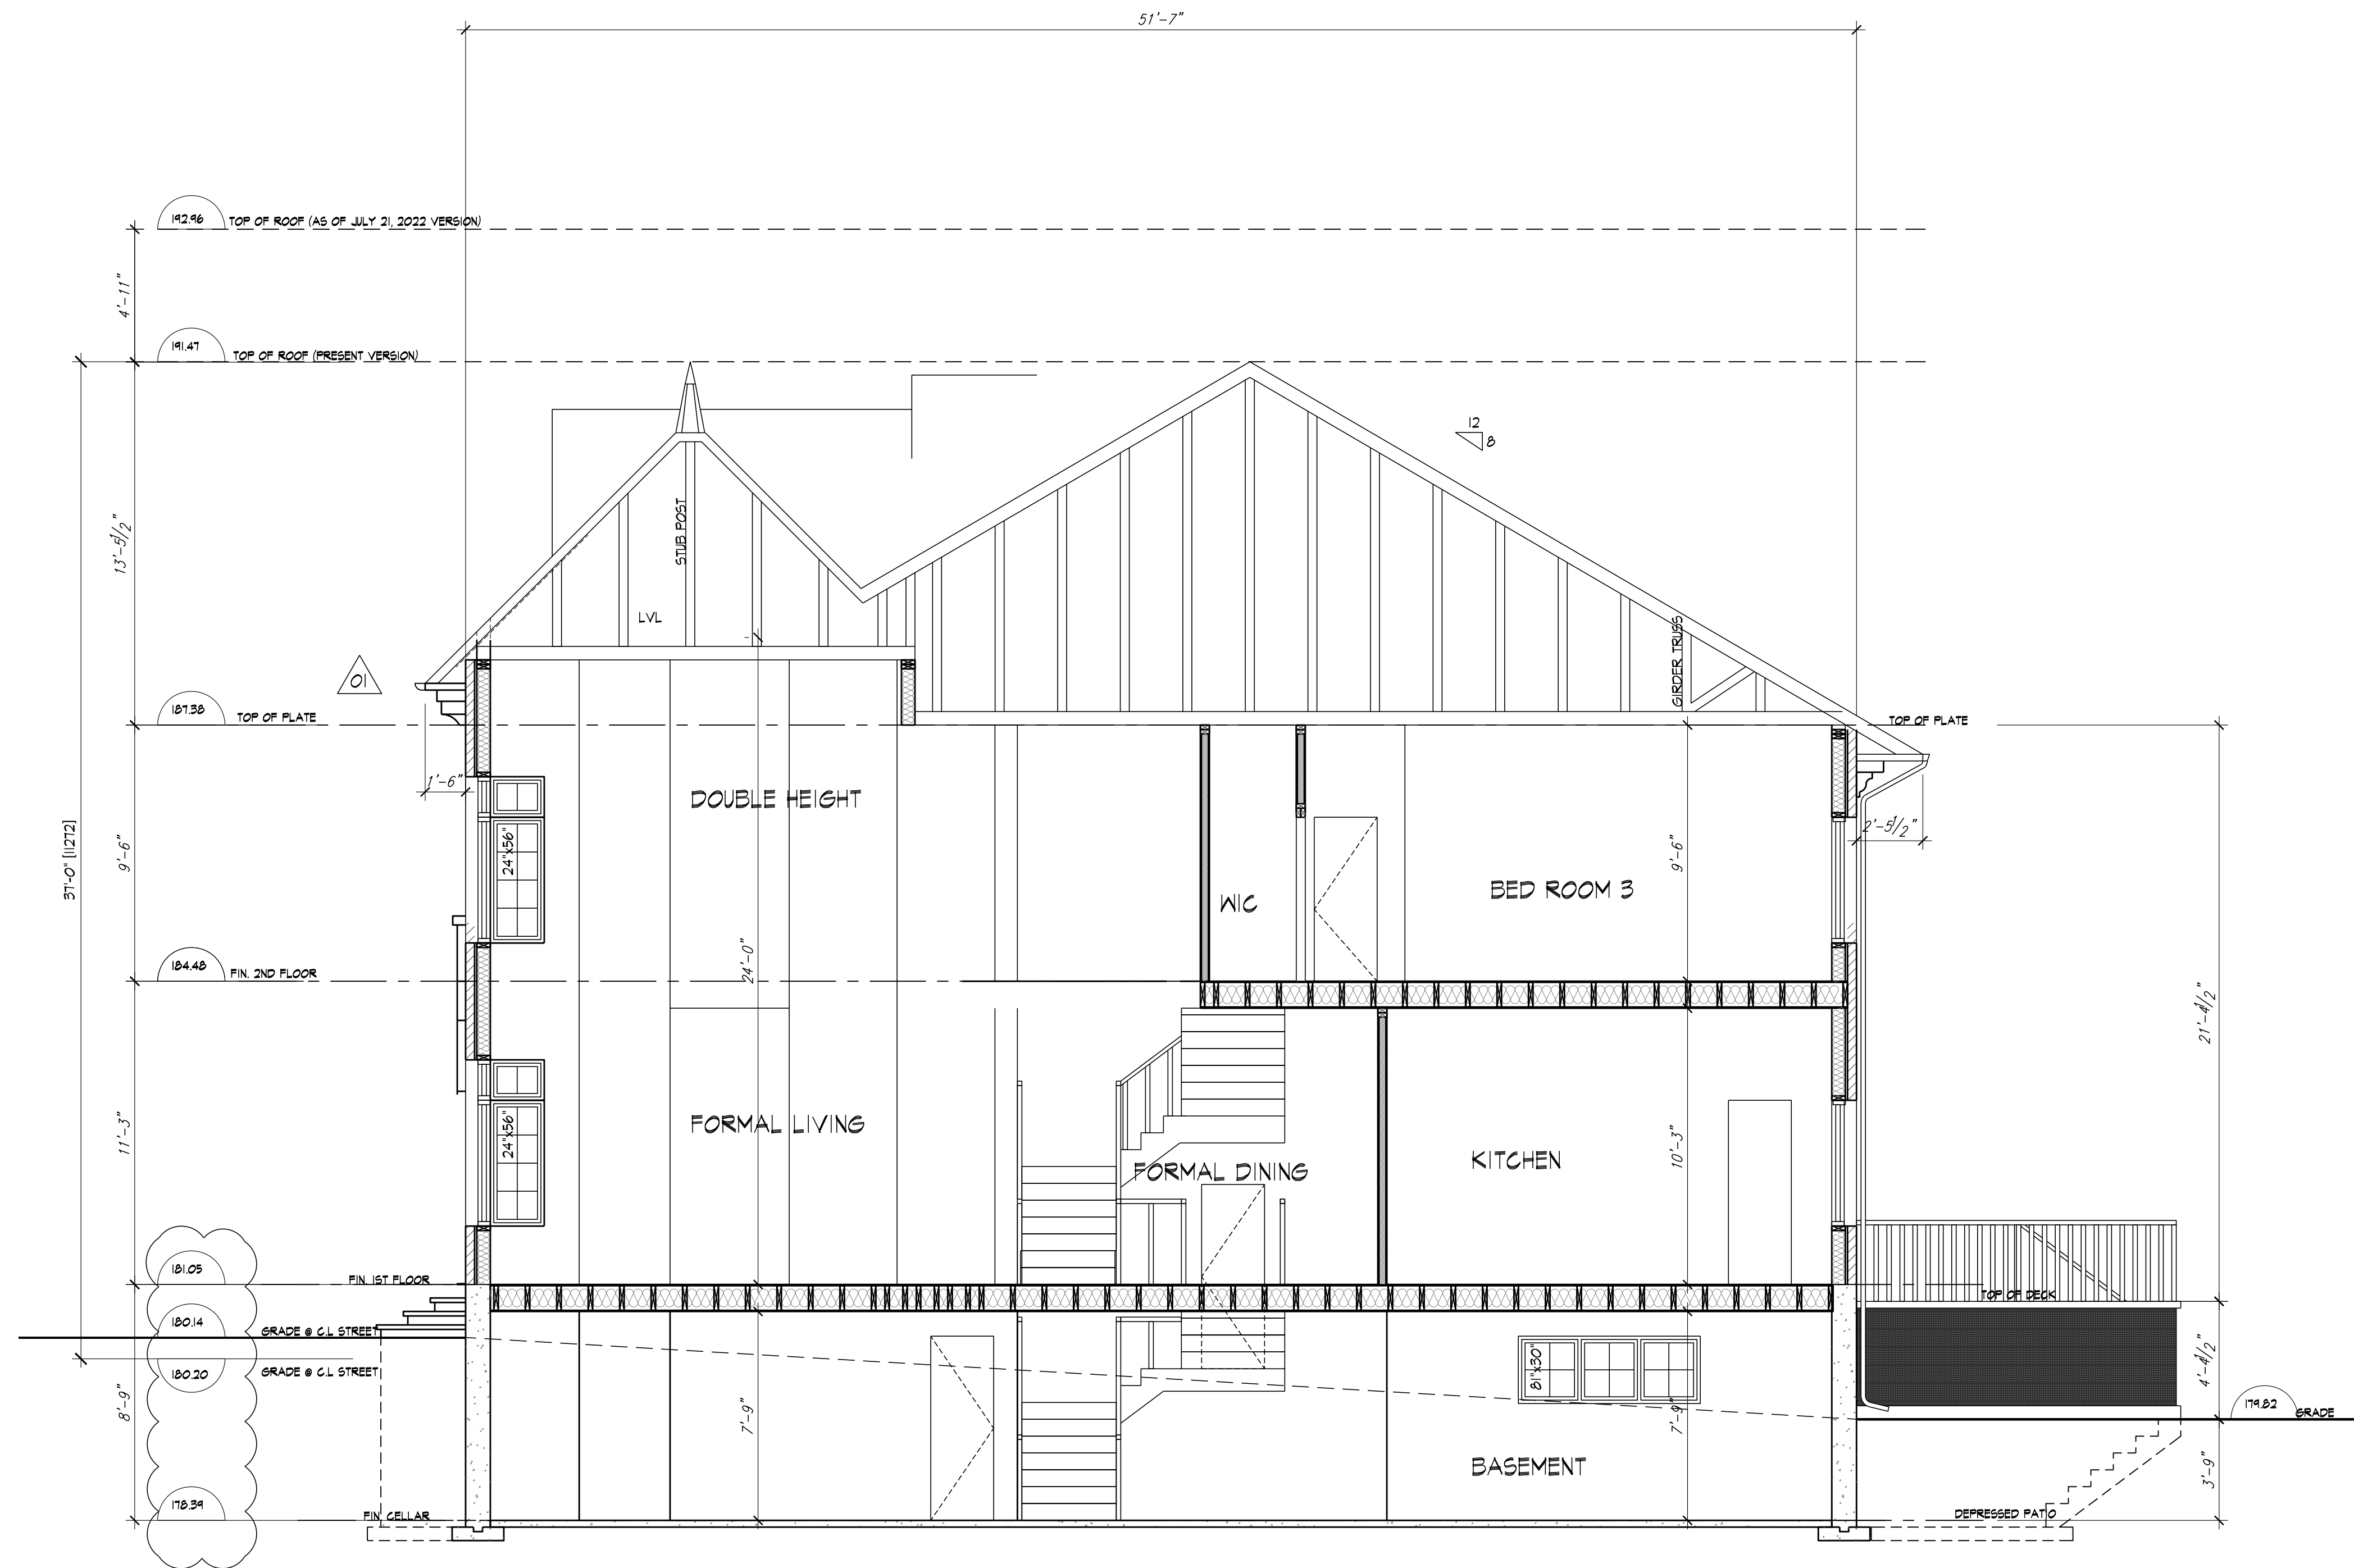 51'-7"
192.96 TOP OF ROOF (AS OF JULY 21, 2022 VERSION)
4'-11"
191.47 TOP OF ROOF (PRESENT VERSION)
12
8
13'-5 1/2"
STUB POST
LVL
GIRDER TRUSS
01
187.38 TOP OF PLATE
TOP OF PLATE
1'-6"
DOUBLE HEIGHT
2'-5 1/2"
24"x56"
9'-6"
37'-0" [11272]
WIC
BED ROOM 3
9'-6"
184.48 FIN. 2ND FLOOR
24'-0"
21'-4 1/2"
11'-3"
24"x56"
FORMAL LIVING
FORMAL DINING
KITCHEN
10'-3"
181.05 FIN. 1ST FLOOR
TOP OF DECK
180.14 GRADE @ C.L STREET
180.20 GRADE @ C.L STREET
81"x30"
4'-4 1/2"
8'-9"
7'-9"
7'-9"
179.82 GRADE
BASEMENT
3'-9"
178.39 FIN. CELLAR
DEPRESSED PATIO